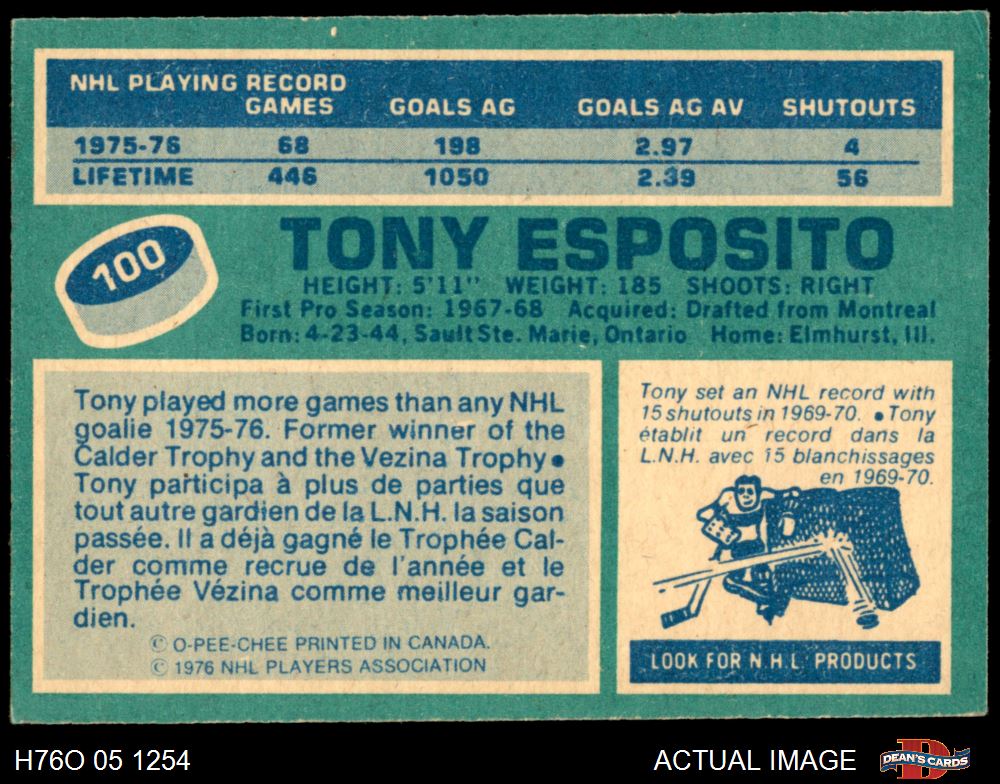 NHL PLAYING RECORD
GAMES GOALS AG GOALS AG AV SHUTOUTS
1975-76 68 198 2.97 4
LIFETIME 446 1050 2.39 56
100
TONY ESPOSITO
HEIGHT: 5'11" WEIGHT: 185 SHOOTS: RIGHT
First Pro Season: 1967-68 Acquired: Drafted from Montreal
Born: 4-23-44, Sault Ste. Marie, Ontario Home: Elmhurst, Ill.
Tony played more games than any NHL
goalie 1975-76. Former winner of the
Calder Trophy and the Vezina Trophy •
Tony participa à plus de parties que
tout autre gardien de la L.N.H. la saison
passée. Il a déjà gagné le Trophée Cal-
der comme recrue de l'année et le
Trophée Vézina comme meilleur gar-
dien.
© O-PEE-CHEE PRINTED IN CANADA.
© 1976 NHL PLAYERS ASSOCIATION
Tony set an NHL record with
15 shutouts in 1969-70. • Tony
établit un record dans la
L.N.H. avec 15 blanchissages
en 1969-70.
LOOK FOR N.H.L. PRODUCTS
H76O 05 1254
ACTUAL IMAGE
DEAN'S CARDS